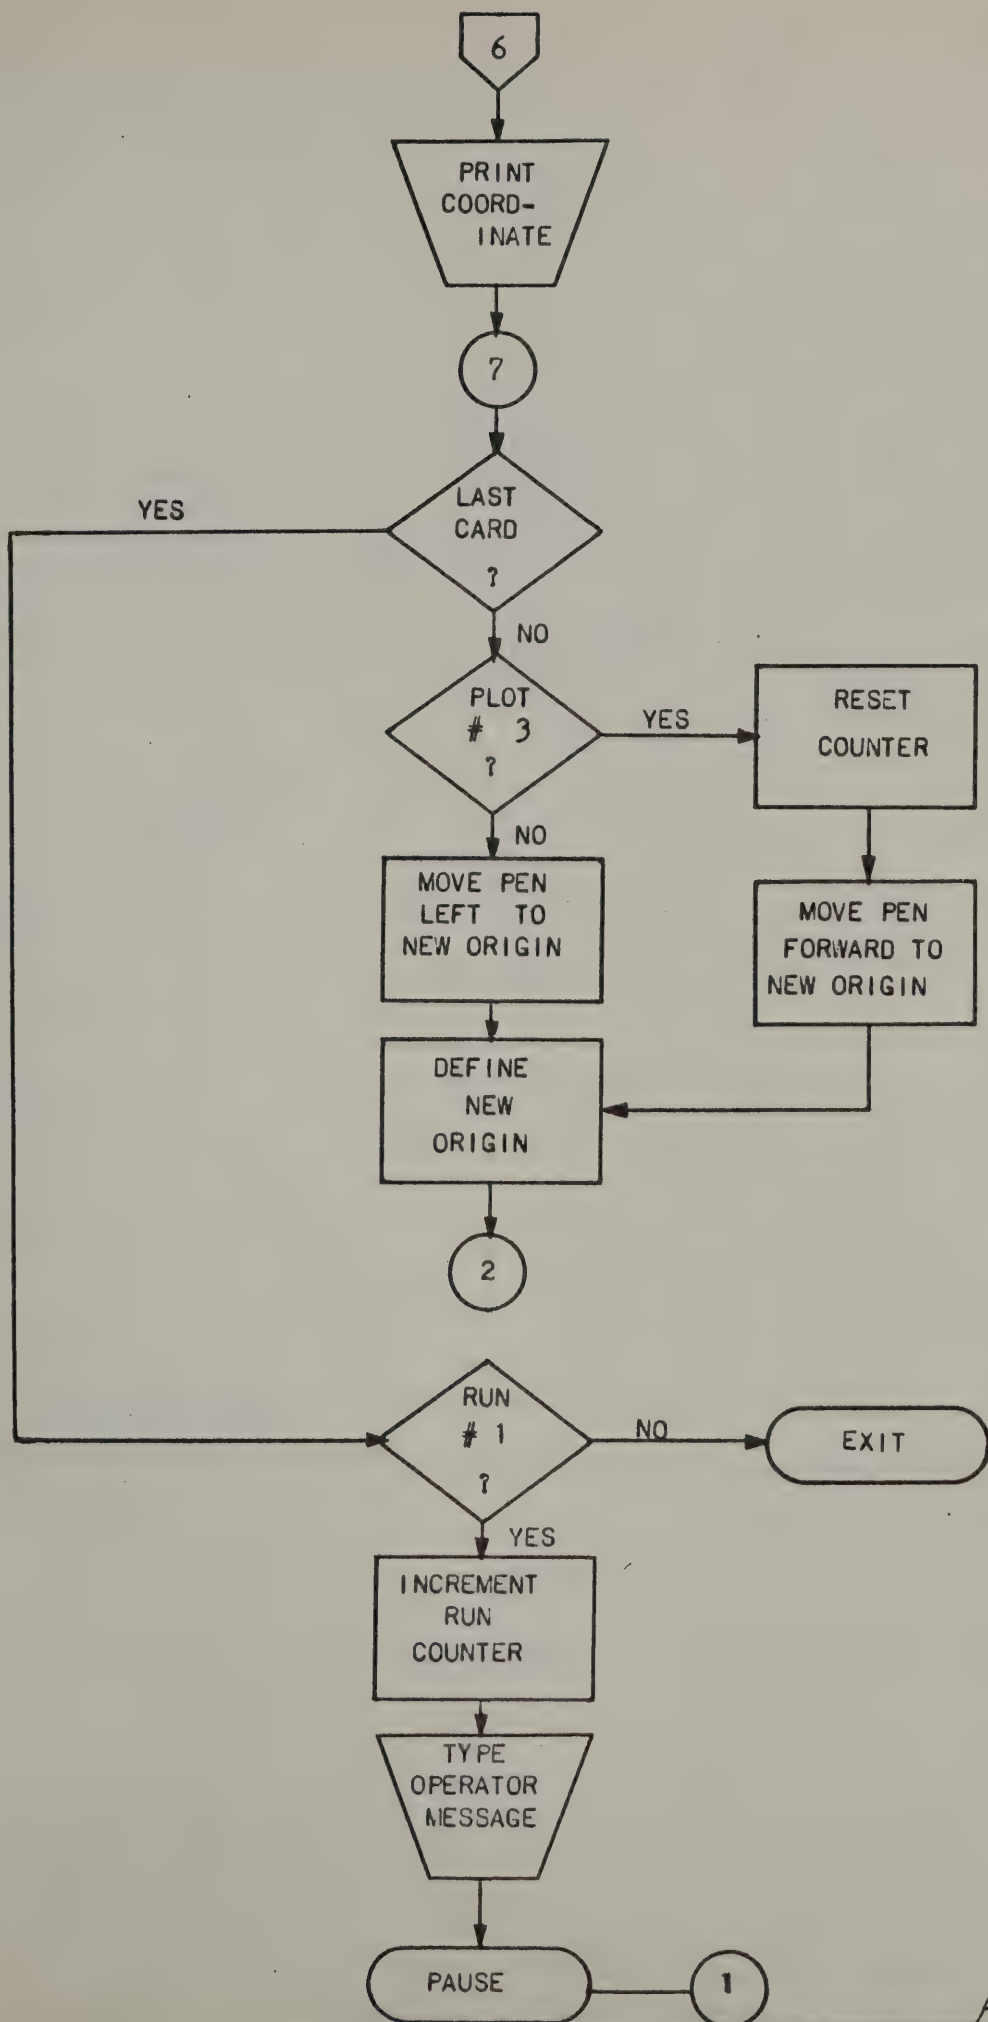 6
PRINT
COORD-
INATE
7
LAST
CARD
?
YES
NO
PLOT
# 3
?
YES
RESET
COUNTER
NO
MOVE PEN
LEFT TO
NEW ORIGIN
MOVE PEN
FORWARD TO
NEW ORIGIN
DEFINE
NEW
ORIGIN
2
RUN
# 1
?
NO
EXIT
YES
INCREMENT
RUN
COUNTER
TYPE
OPERATOR
MESSAGE
PAUSE
1